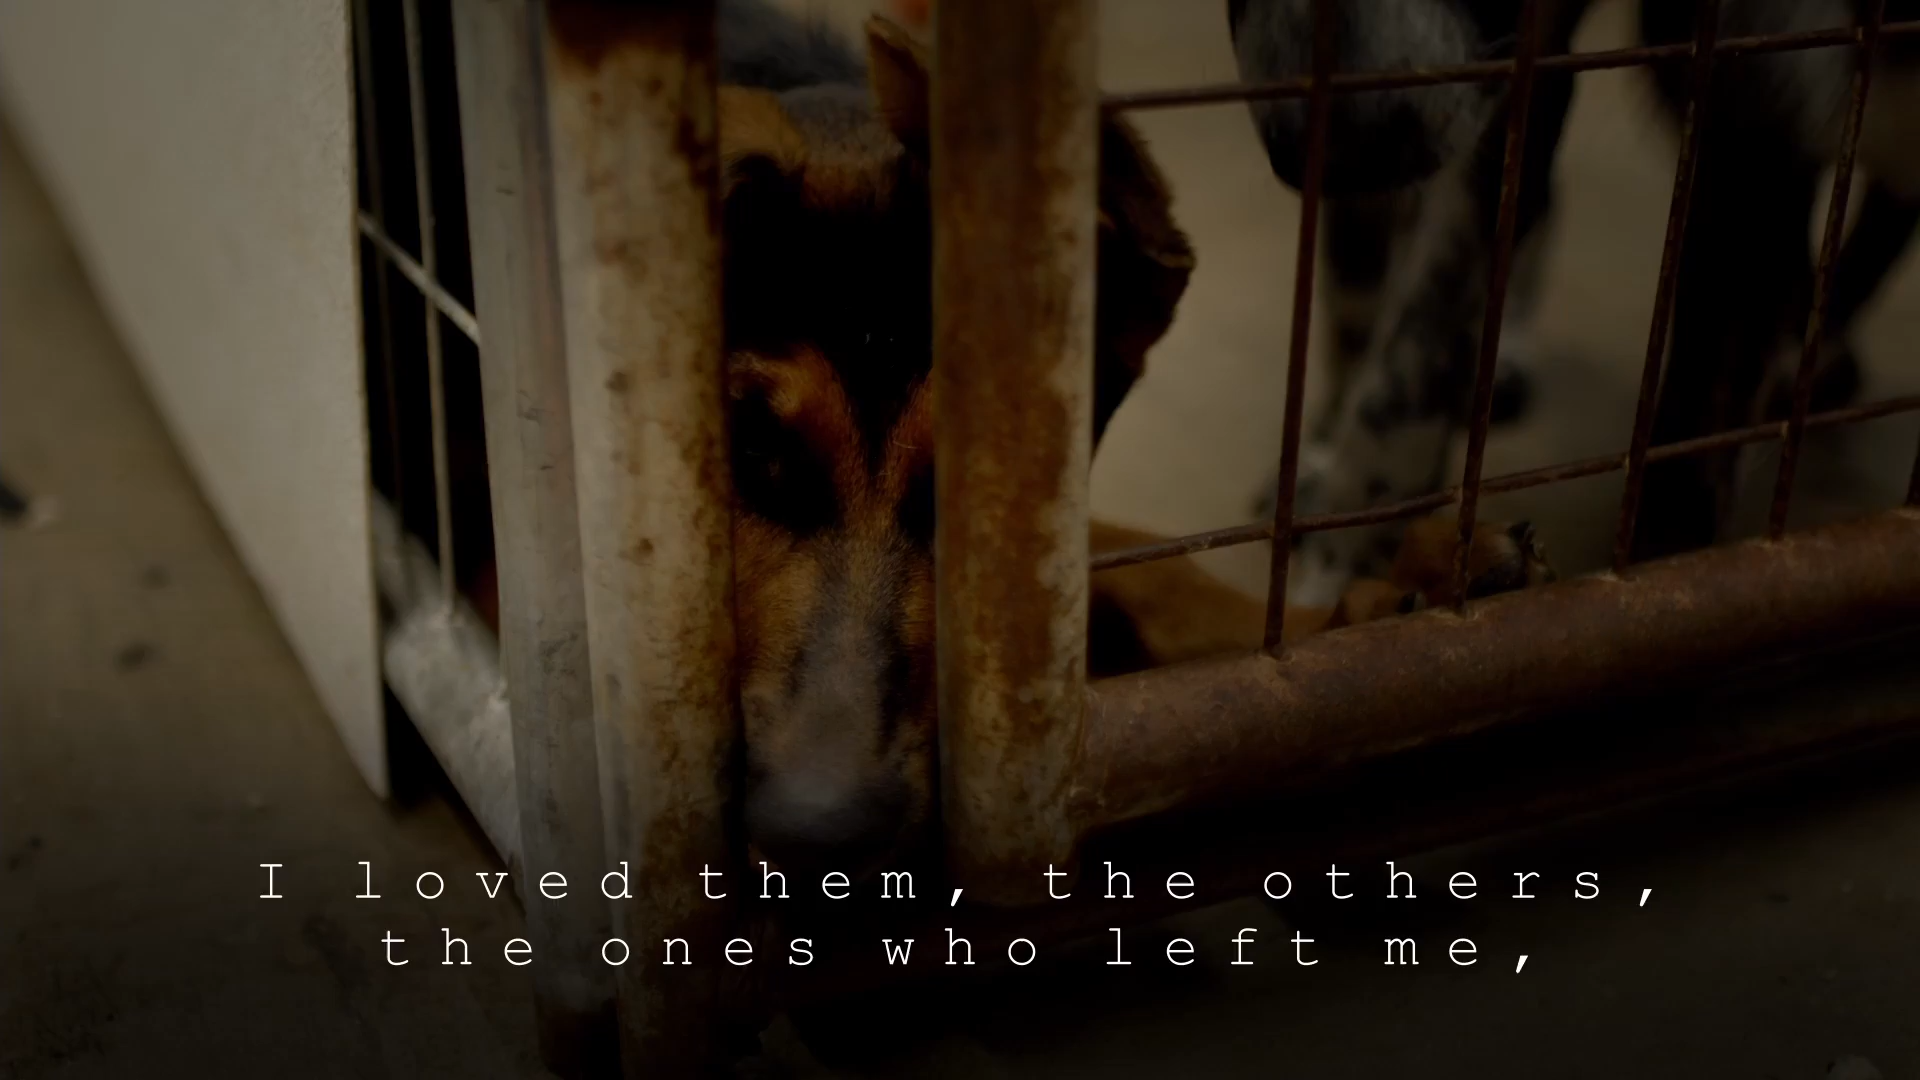 I loved them, the others,
the ones who left me,